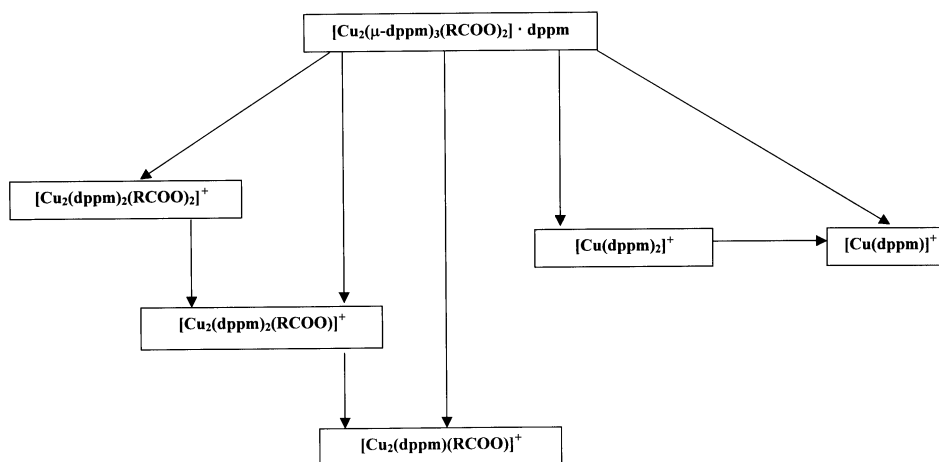 [Cu₂(μ-dppm)₃(RCOO)₂] · dppm
[Cu₂(dppm)₂(RCOO)₂]⁺
[Cu(dppm)₂]⁺
[Cu(dppm)]⁺
[Cu₂(dppm)₂(RCOO)]⁺
[Cu₂(dppm)(RCOO)]⁺